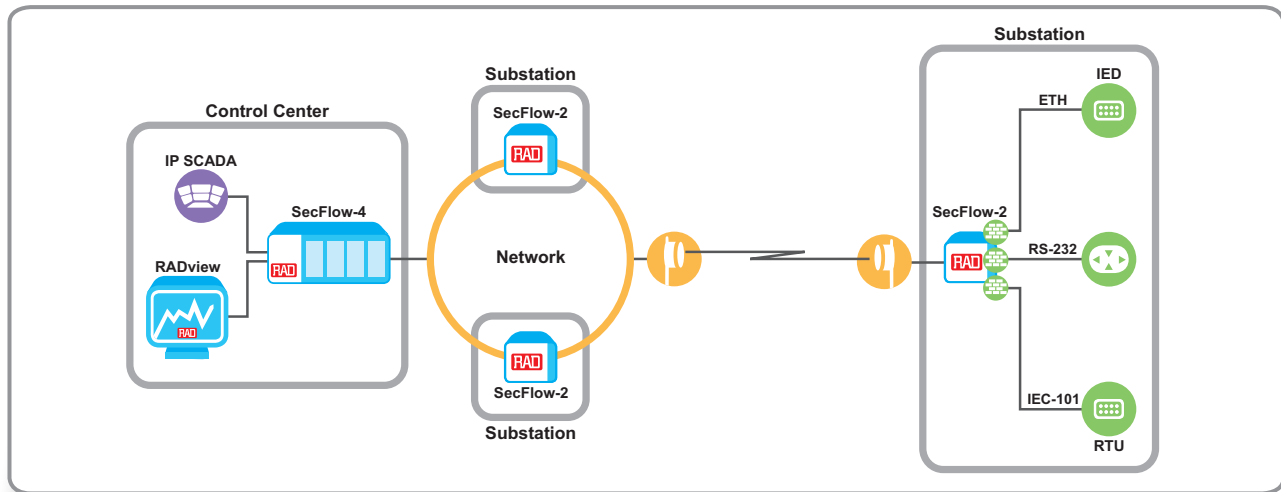 Substation
IED
ETH
Substation
SecFlow-2
RAD
Control Center
IP SCADA
SecFlow-4
RAD
RADview
RAD
Network
SecFlow-2
RAD
RS-232
RAD
SecFlow-2
Substation
IEC-101
RTU